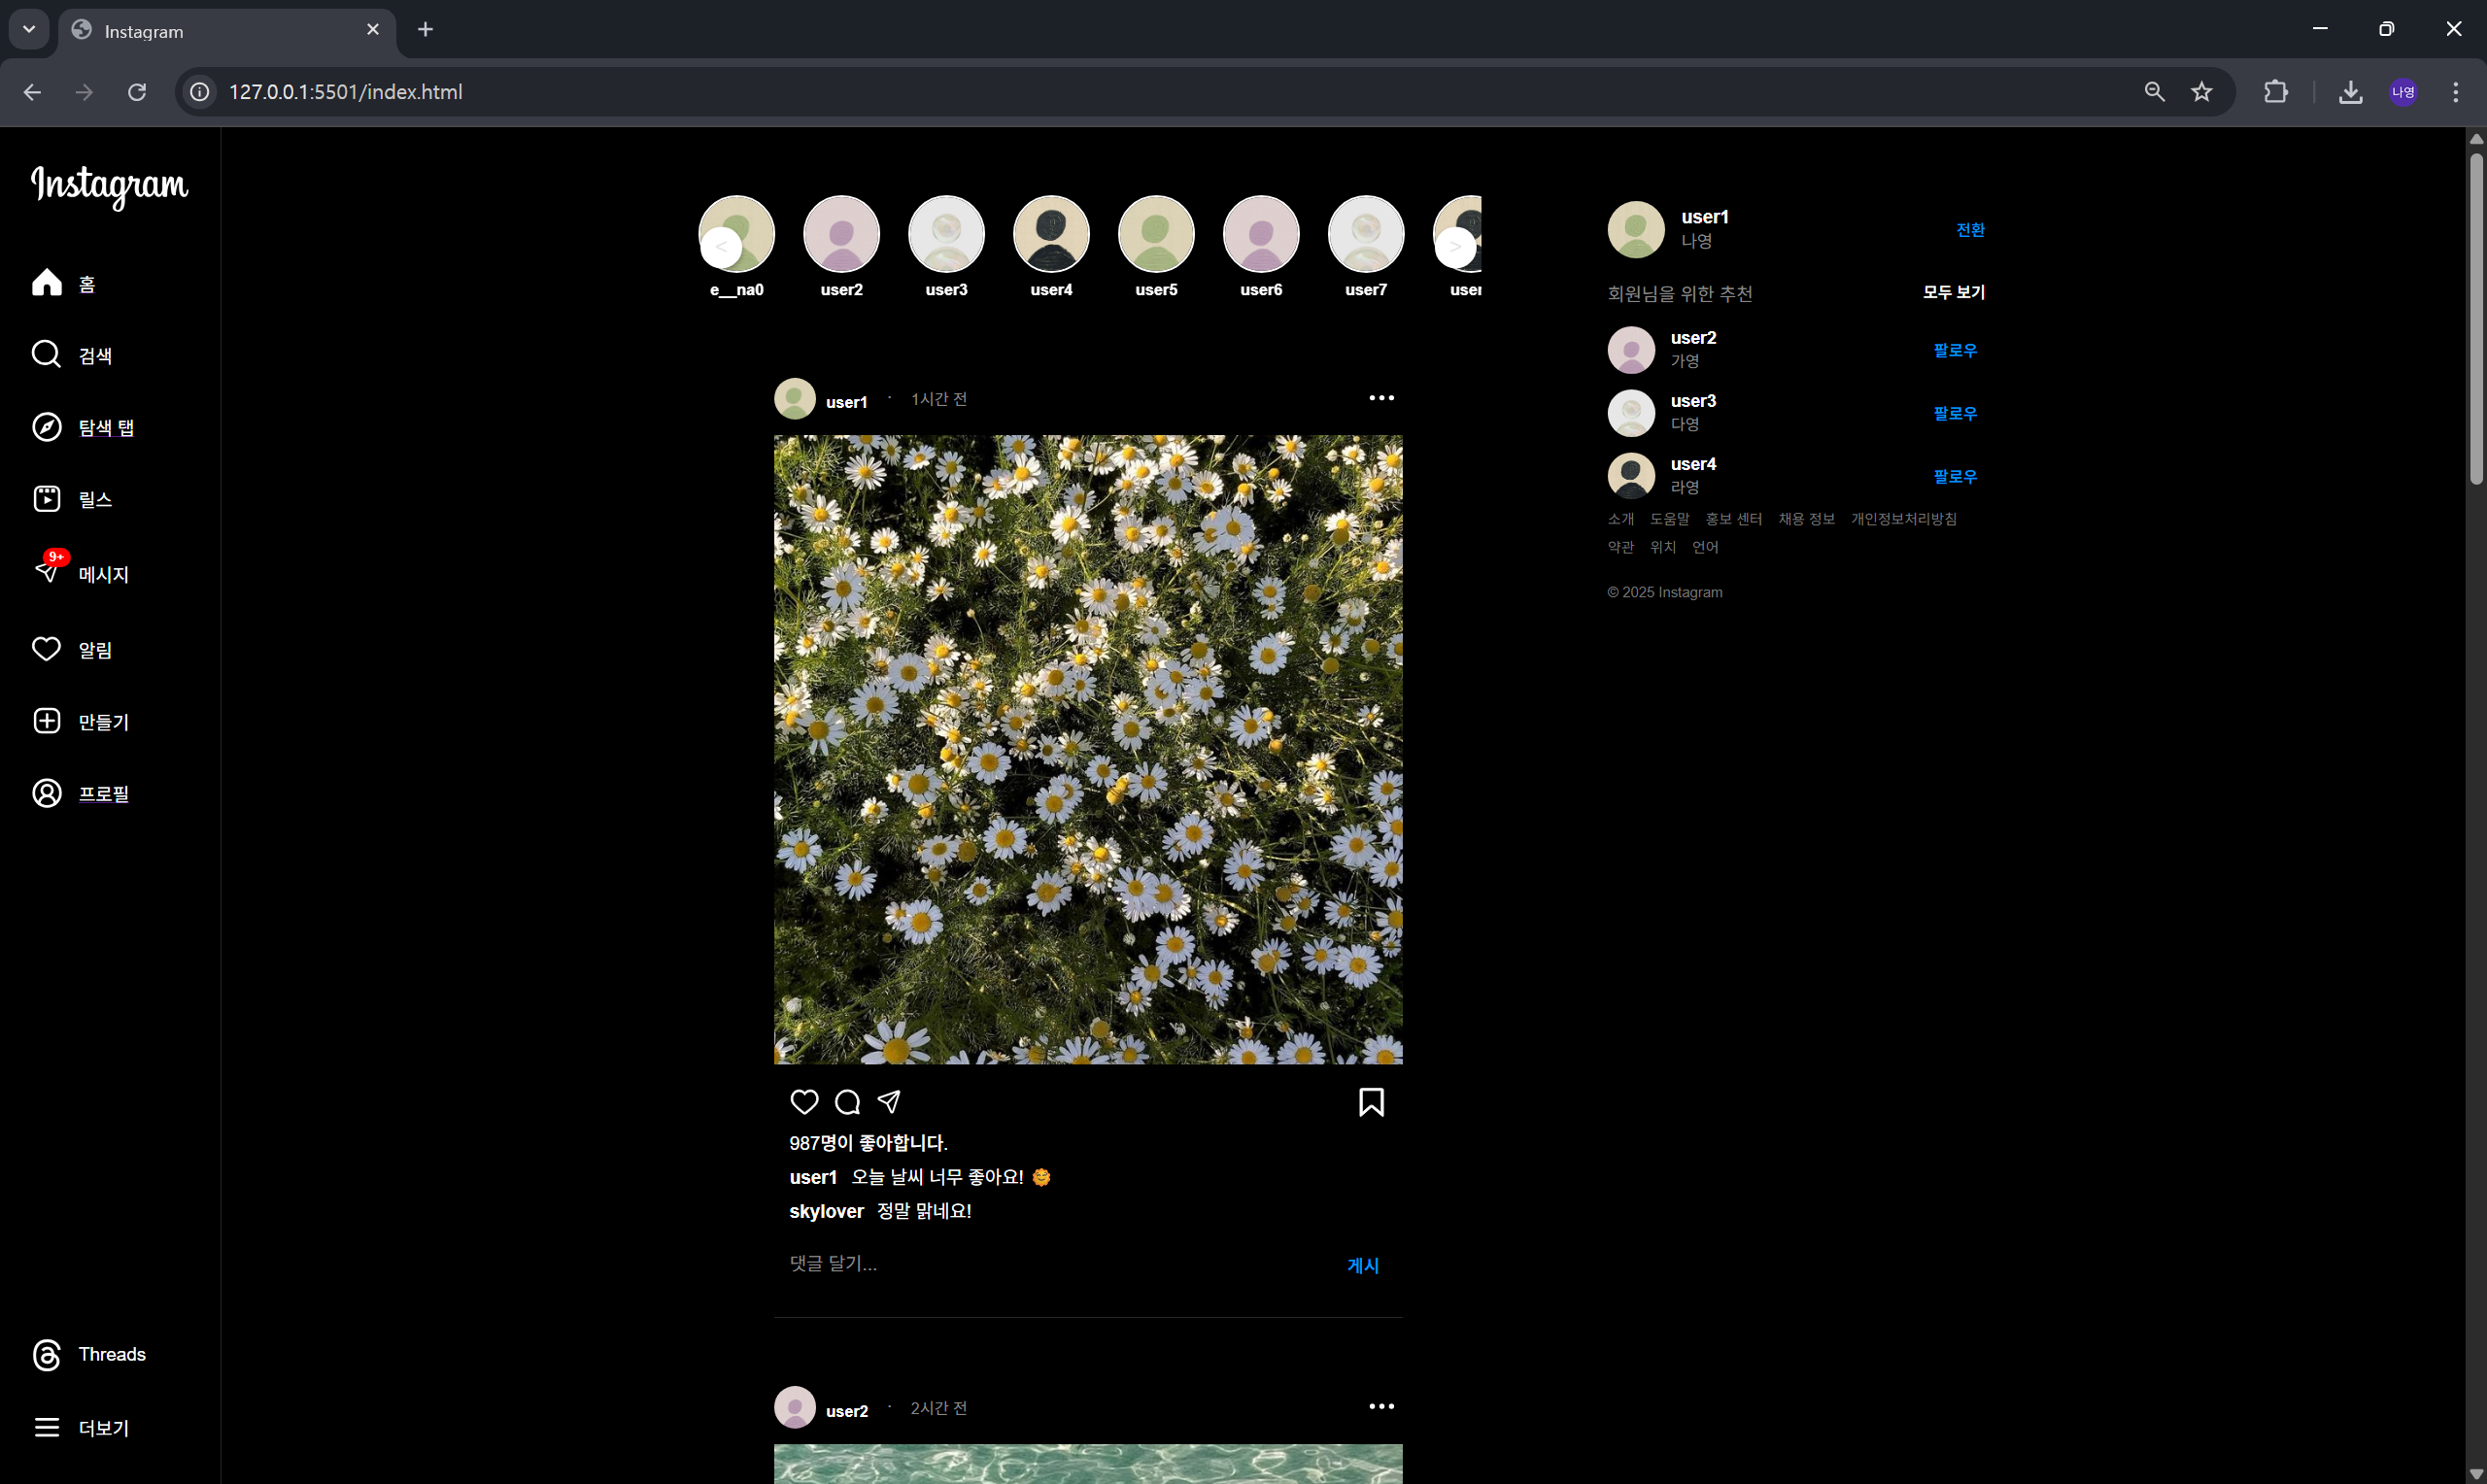 Instagram
127.0.0.1:5501/index.html
나영
Instagram
홈
검색
탐색 탭
릴스
9+
메시지
알림
만들기
프로필
Threads
더보기
< >
e__na0 user2 user3 user4 user5 user6 user7 user
user1 · 1시간 전
987명이 좋아합니다.
user1 오늘 날씨 너무 좋아요! 🌞
skylover 정말 맑네요!
댓글 달기... 게시
user2 · 2시간 전
user1
나영
전환
회원님을 위한 추천 모두 보기
user2
가영
팔로우
user3
다영
팔로우
user4
라영
팔로우
소개 도움말 홍보 센터 채용 정보 개인정보처리방침
약관 위치 언어
© 2025 Instagram